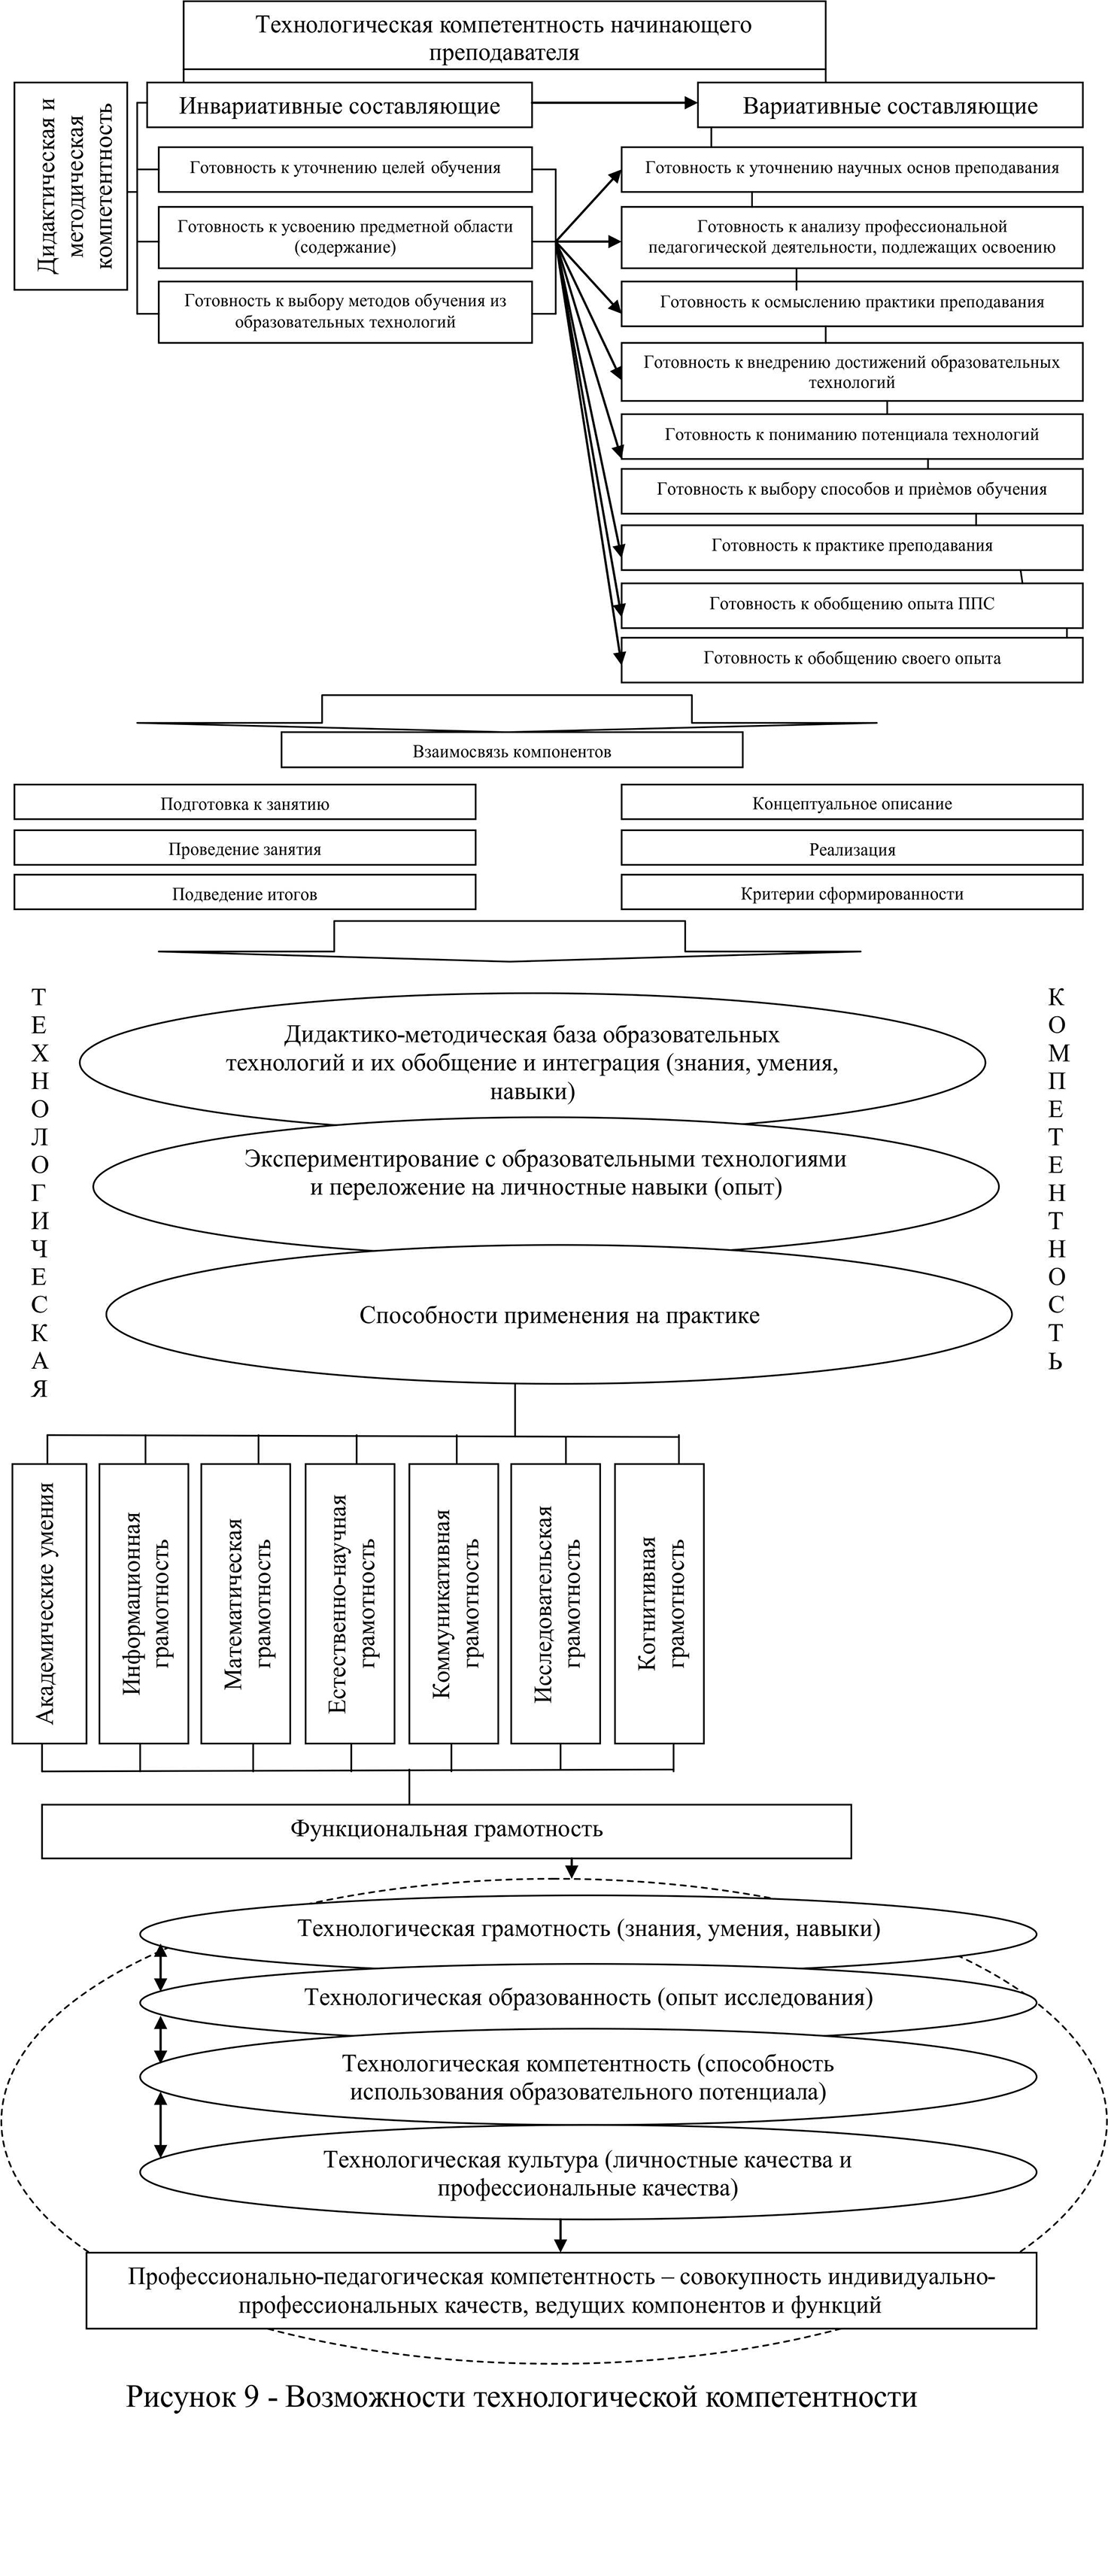 Технологическая компетентность начинающего
преподавателя
Дидактическая и
методическая
компетентность
Инвариативные составляющие
Вариативные составляющие
Готовность к уточнению целей обучения
Готовность к усвоению предметной области
(содержание)
Готовность к выбору методов обучения из
образовательных технологий
Готовность к уточнению научных основ преподавания
Готовность к анализу профессиональной
педагогической деятельности, подлежащих освоению
Готовность к осмыслению практики преподавания
Готовность к внедрению достижений образовательных
технологий
Готовность к пониманию потенциала технологий
Готовность к выбору способов и приѐмов обучения
Готовность к практике преподавания
Готовность к обобщению опыта ППС
Готовность к обобщению своего опыта
Взаимосвязь компонентов
Подготовка к занятию
Концептуальное описание
Проведение занятия
Реализация
Подведение итогов
Критерии сформированности
ТЕХНОЛОГИЧЕСКАЯ
Дидактико-методическая база образовательных
технологий и их обобщение и интеграция (знания, умения,
навыки)
Экспериментирование с образовательными технологиями
и переложение на личностные навыки (опыт)
Способности применения на практике
КОМПЕТЕНТНОСТЬ
Академические умения
Информационная
грамотность
Математическая
грамотность
Естественно-научная
грамотность
Коммуникативная
грамотность
Исследовательская
грамотность
Когнитивная
грамотность
Функциональная грамотность
Технологическая грамотность (знания, умения, навыки)
Технологическая образованность (опыт исследования)
Технологическая компетентность (способность
использования образовательного потенциала)
Технологическая культура (личностные качества и
профессиональные качества)
Профессионально-педагогическая компетентность – совокупность индивидуально-
профессиональных качеств, ведущих компонентов и функций
Рисунок 9 - Возможности технологической компетентности